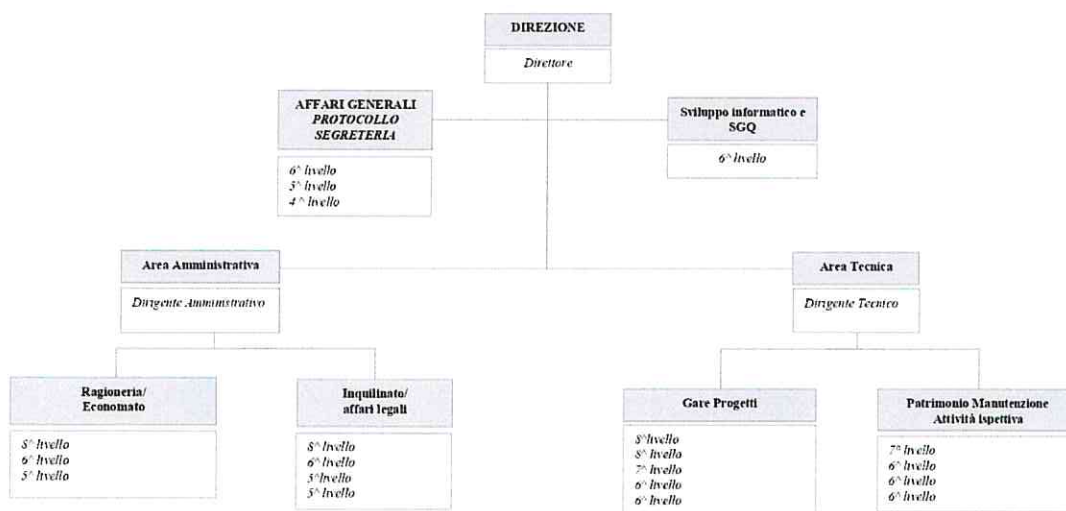 DIREZIONE
Direttore
AFFARI GENERALI
PROTOCOLLO
SEGRETERIA
6^ livello
5^ livello
4 ^ livello
Sviluppo informatico e
SGQ
6^ livello
Area Amministrativa
Dirigente Amministrativo
Area Tecnica
Dirigente Tecnico
Ragioneria/
Economato
8^ livello
6^ livello
5^ livello
Inquilinato/
affari legali
8^ livello
6^ livello
5^livello
5^ livello
Gare Progetti
8^livello
8^ livello
7^ livello
6^ livello
6^ livello
Patrimonio Manutenzione
Attività ispettiva
7° livello
6^ livello
6^ livello
6^ livello